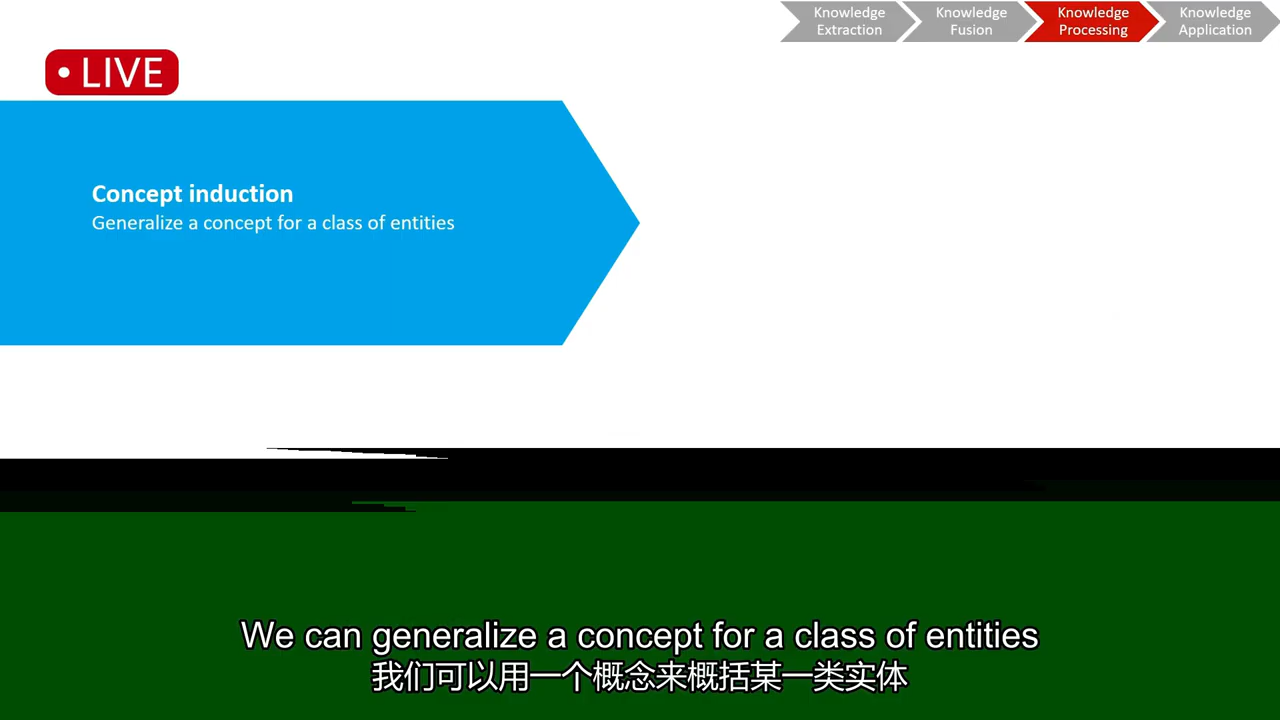 Knowledge
Extraction
Knowledge
Fusion
Knowledge
Processing
Knowledge
Application
• LIVE
Concept induction
Generalize a concept for a class of entities
We can generalize a concept for a class of entities
我们可以用一个概念来概括某一类实体